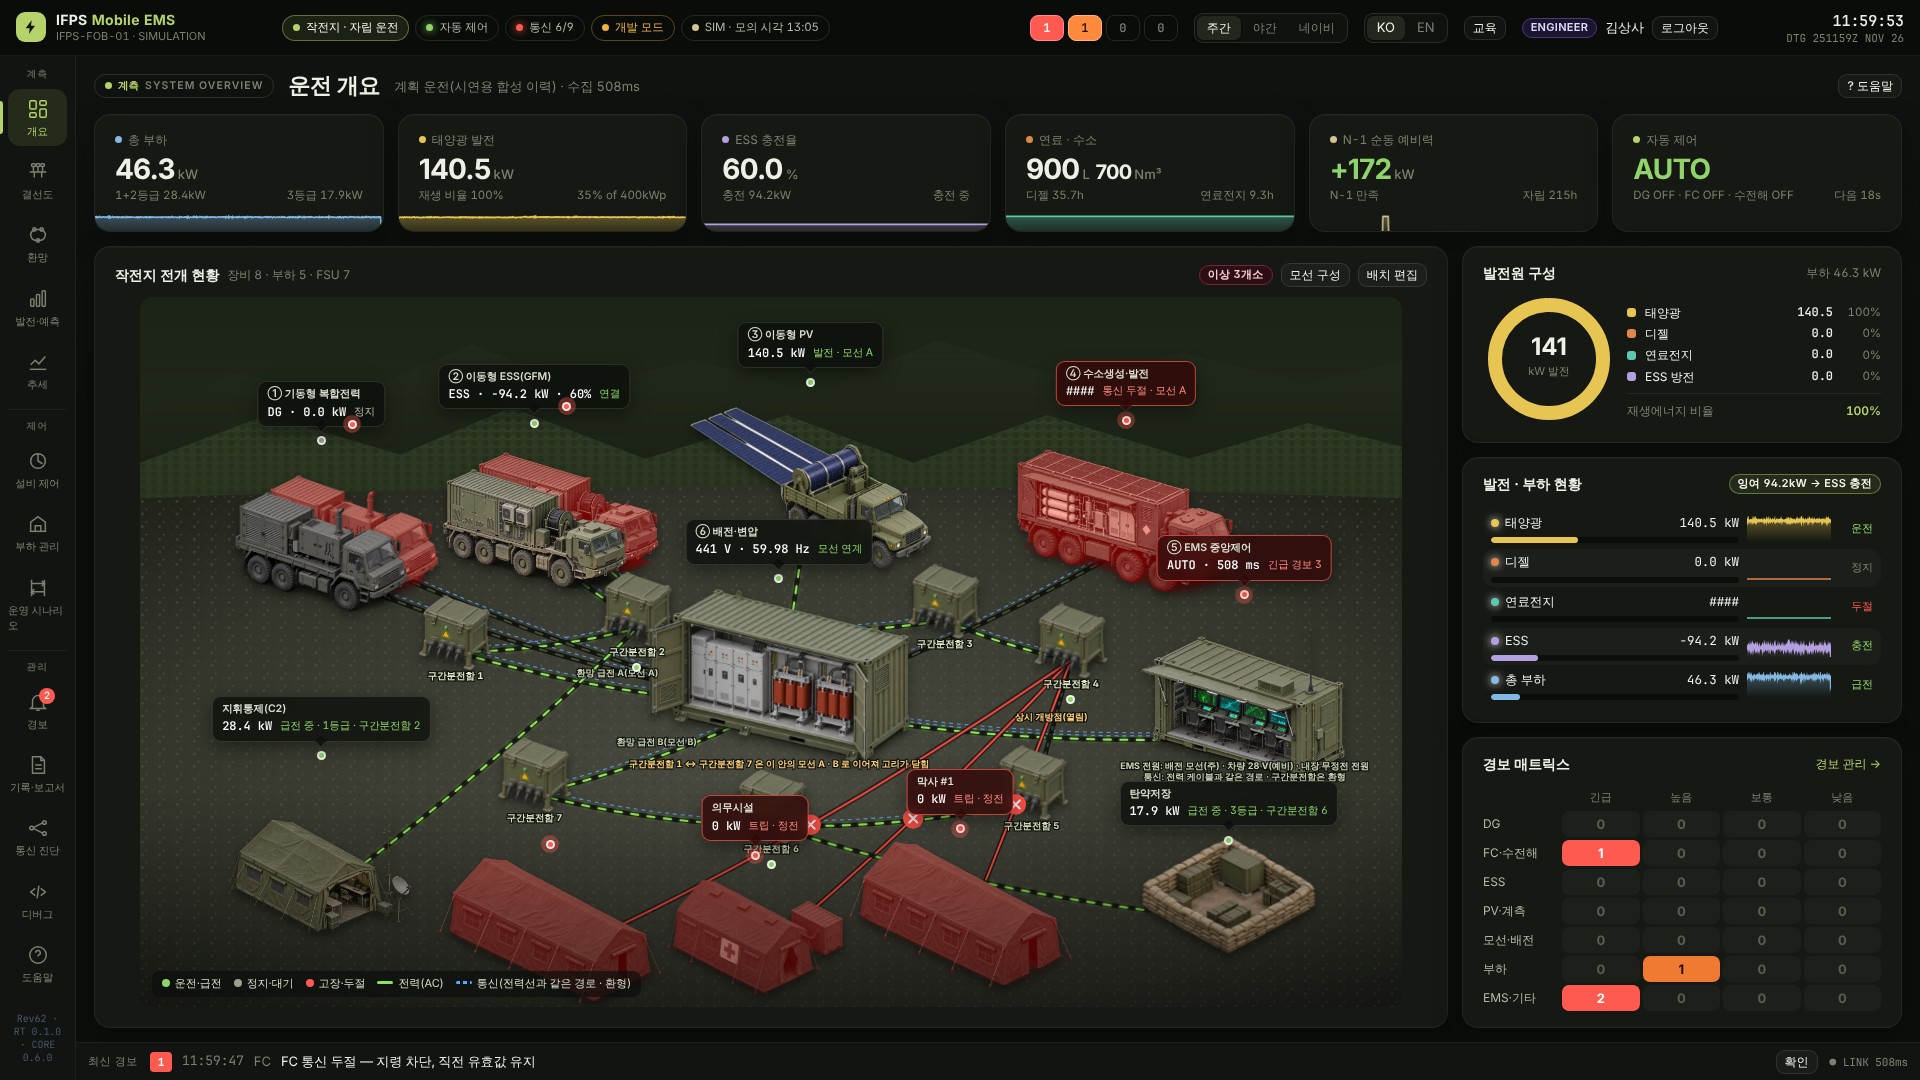 IFPS Mobile EMS
IFPS-FOB-01 · SIMULATION
작전지 · 자립 운전
자동 제어
통신 6/9
개발 모드
SIM · 모의 시각 13:05
1 1 0 0
주간 야간 네이비
KO EN
교육
ENGINEER 김상사 로그아웃
11:59:53
DTG 251159Z NOV 26
계측
개요
결선도
환망
발전·예측
추세
제어
설비 제어
부하 관리
운영 시나리오
관리
2
경보
기록·보고서
통신 진단
디버그
도움말
Rev62 ·
RT 0.1.0
· CORE
0.6.0
계측 SYSTEM OVERVIEW
운전 개요
계획 운전(시연용 합성 이력) · 수집 508ms
? 도움말
총 부하
46.3 kW
1+2등급 28.4kW 3등급 17.9kW
태양광 발전
140.5 kW
재생 비율 100% 35% of 400kWp
ESS 충전율
60.0 %
충전 94.2kW 충전 중
연료 · 수소
900 L 700 Nm³
디젤 35.7h 연료전지 9.3h
N-1 순동 예비력
+172 kW
N-1 만족 자립 215h
자동 제어
AUTO
DG OFF · FC OFF · 수전해 OFF 다음 18s
작전지 전개 현황 장비 8 · 부하 5 · FSU 7
이상 3개소 모선 구성 배치 편집
① 기동형 복합전력
DG · 0.0 kW 정지
② 이동형 ESS(GFM)
ESS · -94.2 kW · 60% 연결
③ 이동형 PV
140.5 kW 발전 · 모선 A
④ 수소생성·발전
#### 통신 두절 · 모선 A
⑤ EMS 중앙제어
AUTO · 508 ms 긴급 경보 3
⑥ 배전·변압
441 V · 59.98 Hz 모선 연계
구간분전함 1
구간분전함 2
환망 급전 A(모선 A)
구간분전함 3
구간분전함 4
상시 개방점(열림)
지휘통제(C2)
28.4 kW 급전 중 · 1등급 · 구간분전함 2
환망 급전 B(모선 B)
구간분전함 1 ↔ 구간분전함 7 은 이 안의 모선 A · B 로 이어져 고리가 닫힘
EMS 전원: 배전 모선(주) · 차량 28 V(예비) · 내장 무정전 전원
통신: 전력 케이블과 같은 경로 · 구간분전함은 환형
구간분전함 7
의무시설
0 kW 트립 · 정전
구간분전함 6
막사 #1
0 kW 트립 · 정전
구간분전함 5
탄약저장
17.9 kW 급전 중 · 3등급 · 구간분전함 6
운전·급전 정지·대기 고장·두절 전력(AC) 통신(전력선과 같은 경로 · 환형)
발전원 구성 부하 46.3 kW
141
kW 발전
태양광 140.5 100%
디젤 0.0 0%
연료전지 0.0 0%
ESS 방전 0.0 0%
재생에너지 비율 100%
발전 · 부하 현황 잉여 94.2kW → ESS 충전
태양광 140.5 kW 운전
디젤 0.0 kW 정지
연료전지 #### 두절
ESS -94.2 kW 충전
총 부하 46.3 kW 급전
경보 매트릭스 경보 관리 →
긴급 높음 보통 낮음
DG 0 0 0 0
FC·수전해 1 0 0 0
ESS 0 0 0 0
PV·계측 0 0 0 0
모선·배전 0 0 0 0
부하 0 1 0 0
EMS·기타 2 0 0 0
최신 경보 1 11:59:47 FC FC 통신 두절 — 지령 차단, 직전 유효값 유지
확인 LINK 508ms